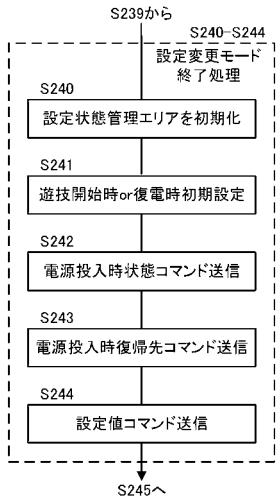 S239から
S240-S244
設定変更モード
終了処理
S240
設定状態管理エリアを初期化
S241
遊技開始時or復電時初期設定
S242
電源投入時状態コマンド送信
S243
電源投入時復帰先コマンド送信
S244
設定値コマンド送信
S245へ